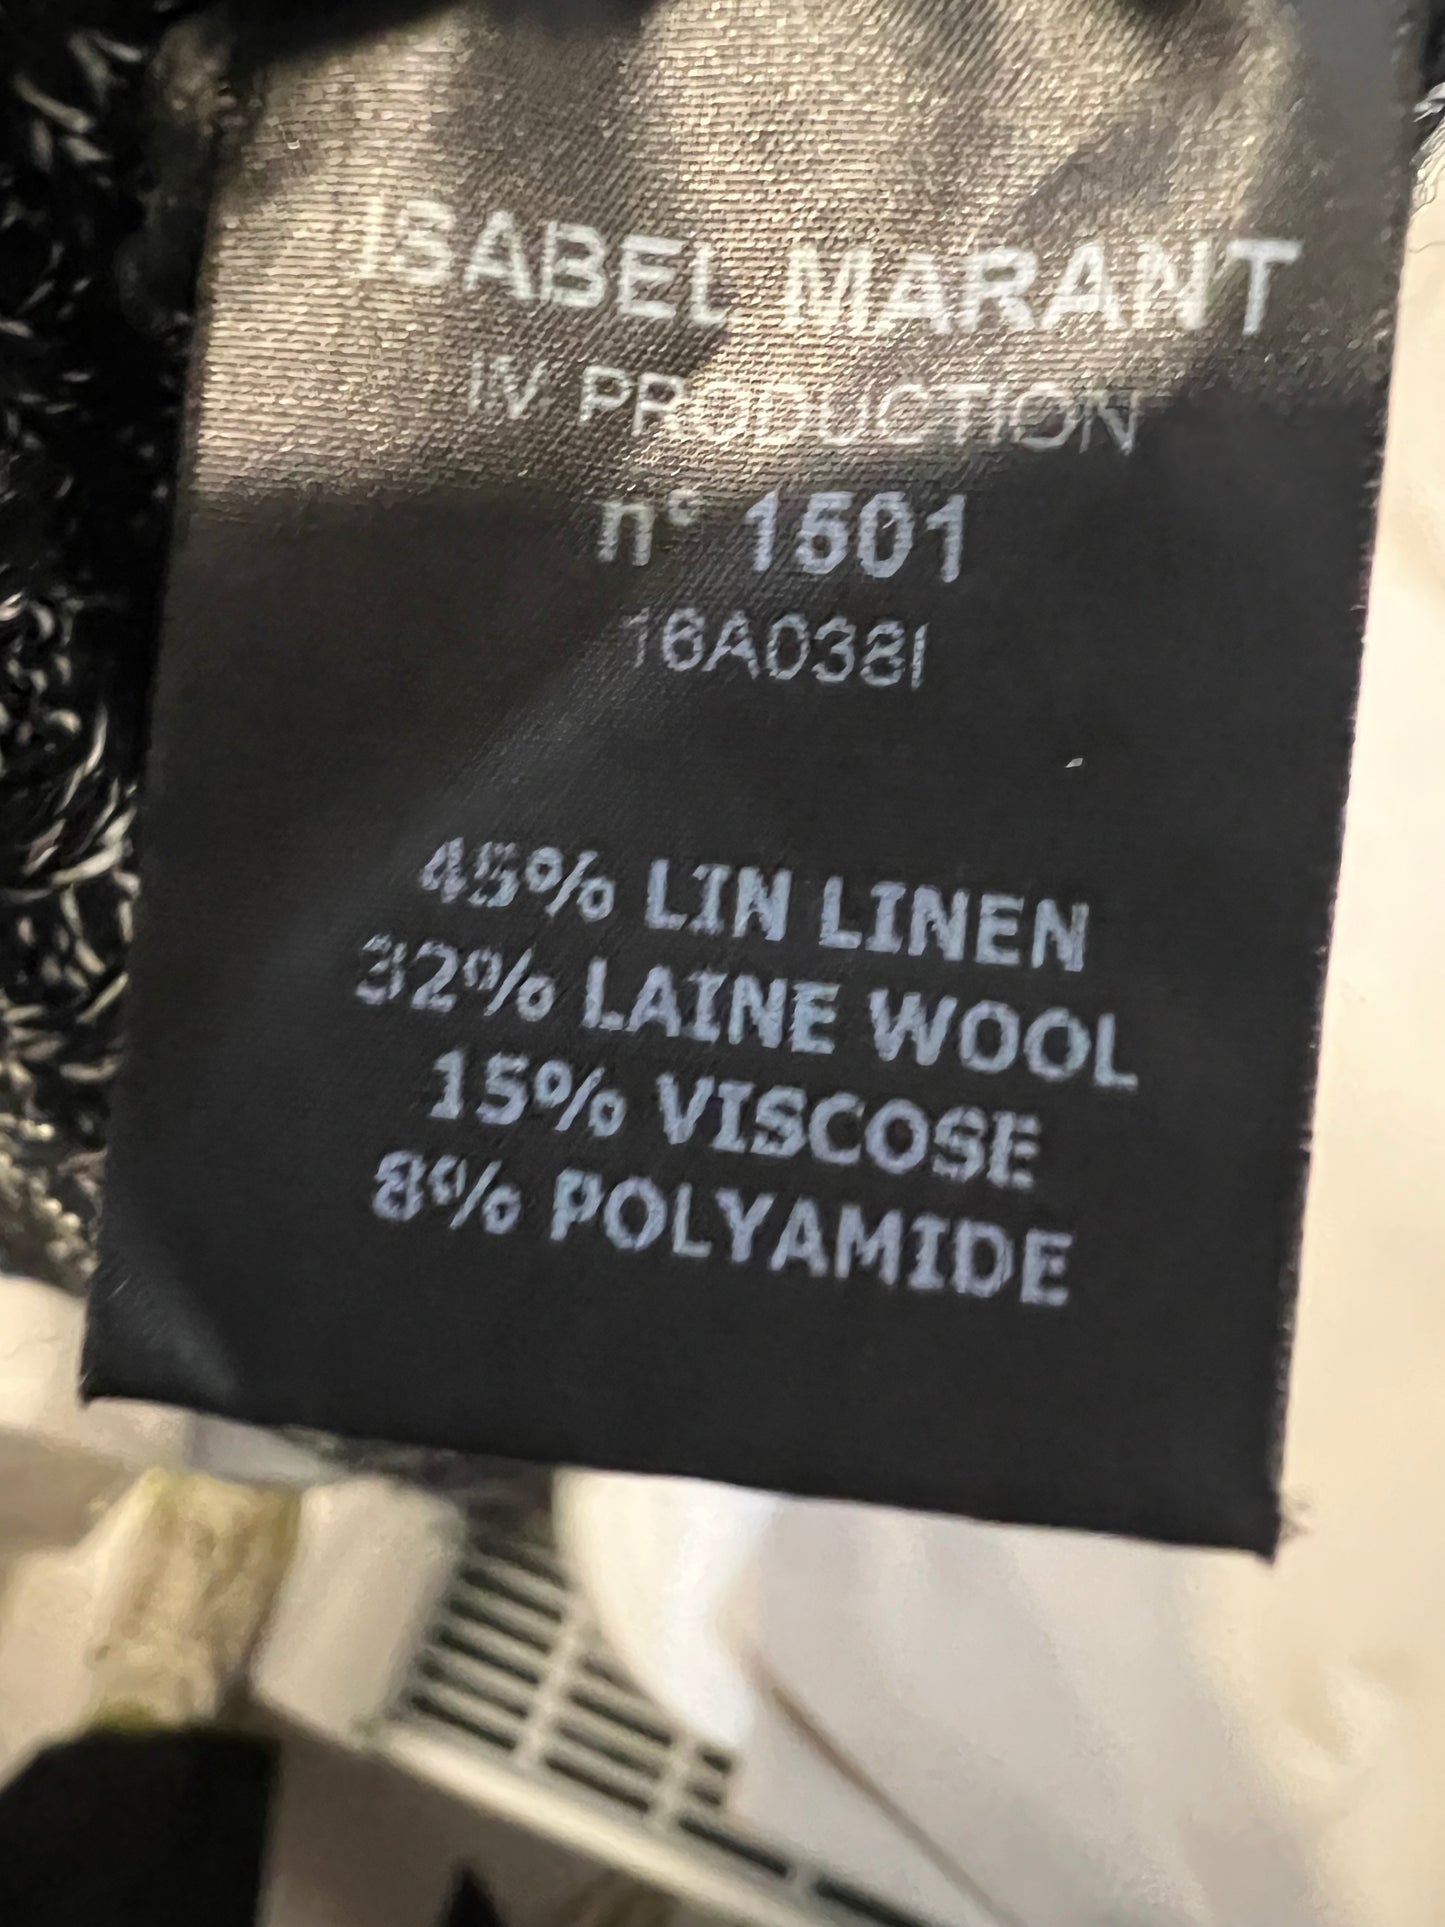 ISABEL MARANT
IV PRODUCTION
n° 1501
16A038I
45% LIN LINEN
32% LAINE WOOL
15% VISCOSE
8% POLYAMIDE